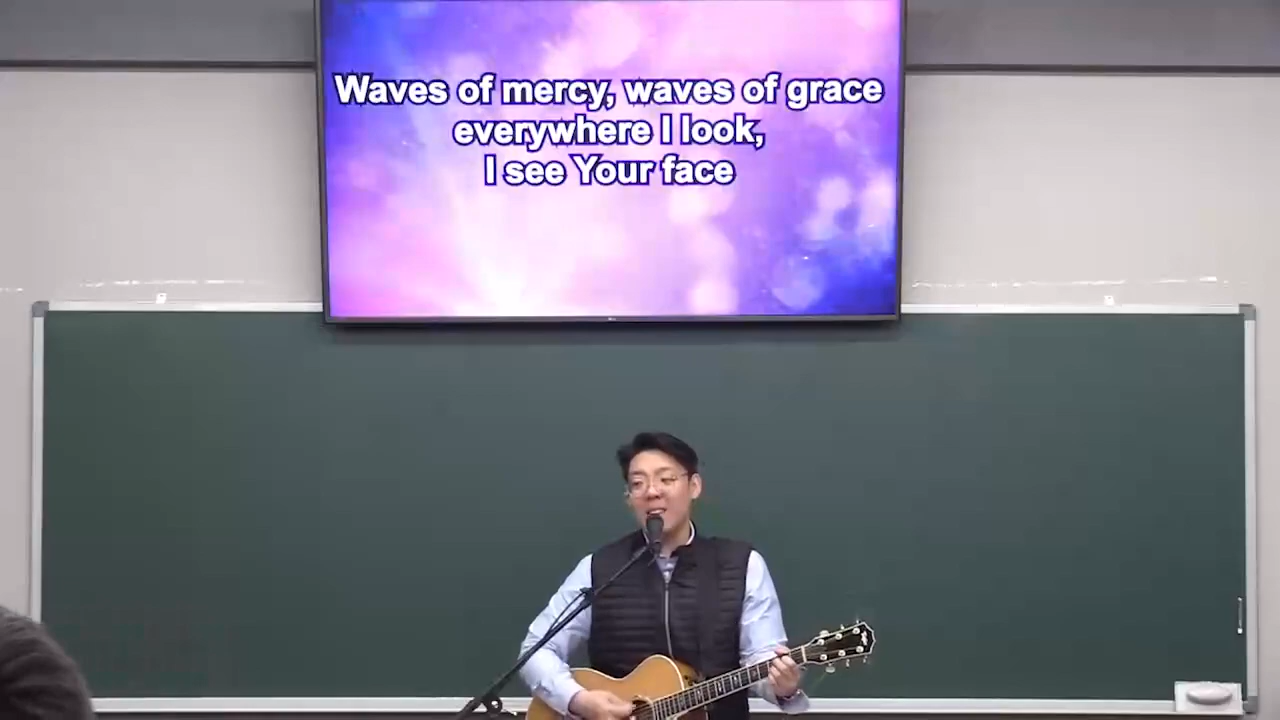 Waves of mercy, waves of grace
everywhere I look,
I see Your face